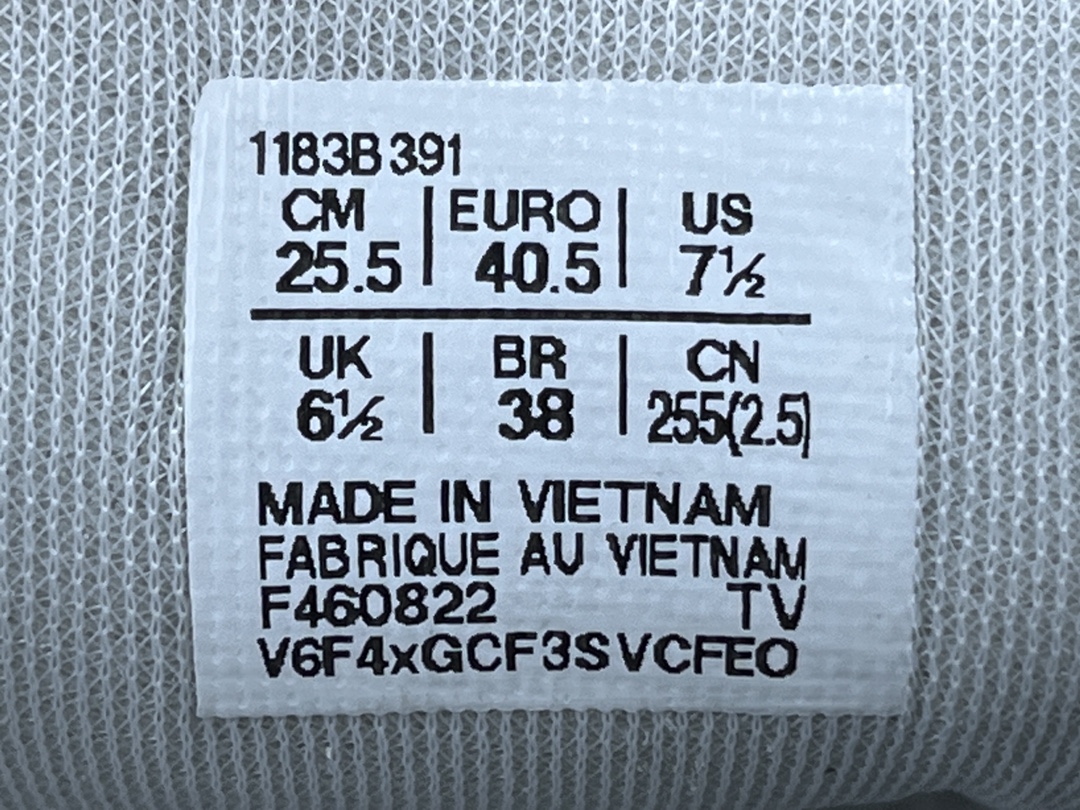 1183B391
CM | EURO | US
25.5 | 40.5 | 7½
UK | BR | CN
6½ | 38 | 255(2.5)
MADE IN VIETNAM
FABRIQUE AU VIETNAM
F460822 TV
V6F4xGCF3SVCFEO